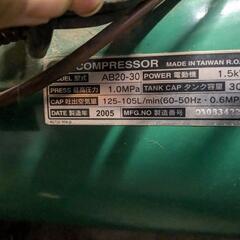 COMPRESSOR MADE IN TAIWAN R.O.
MODEL 型式 AB20-30 POWER 電動機 1.5k
PRESS 最高圧力 1.0MPa TANK CAP タンク容量 30
CAP 吐出空気量 125-105L/min(60-50Hz・0.6MP
DATE 製造年 2005 MFG.NO 製造番号